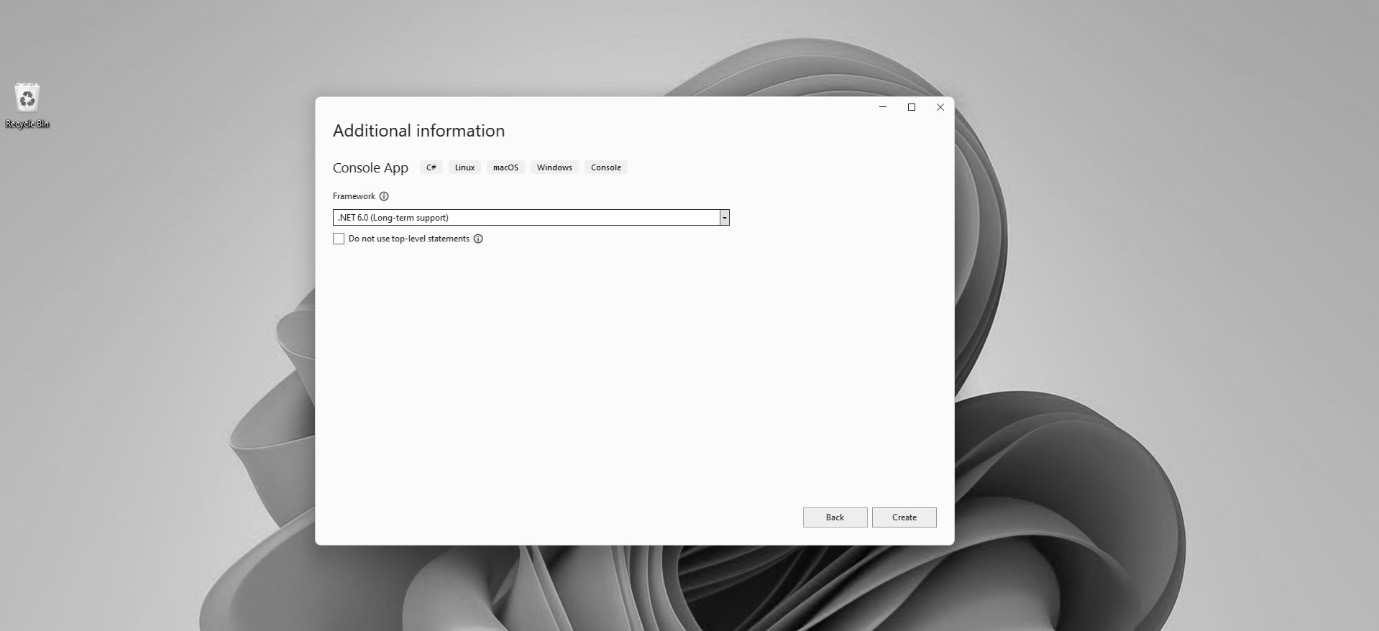 Recycle Bin
Additional information
Console App C# Linux macOS Windows Console
Framework
.NET 6.0 (Long-term support)
Do not use top-level statements
Back Create